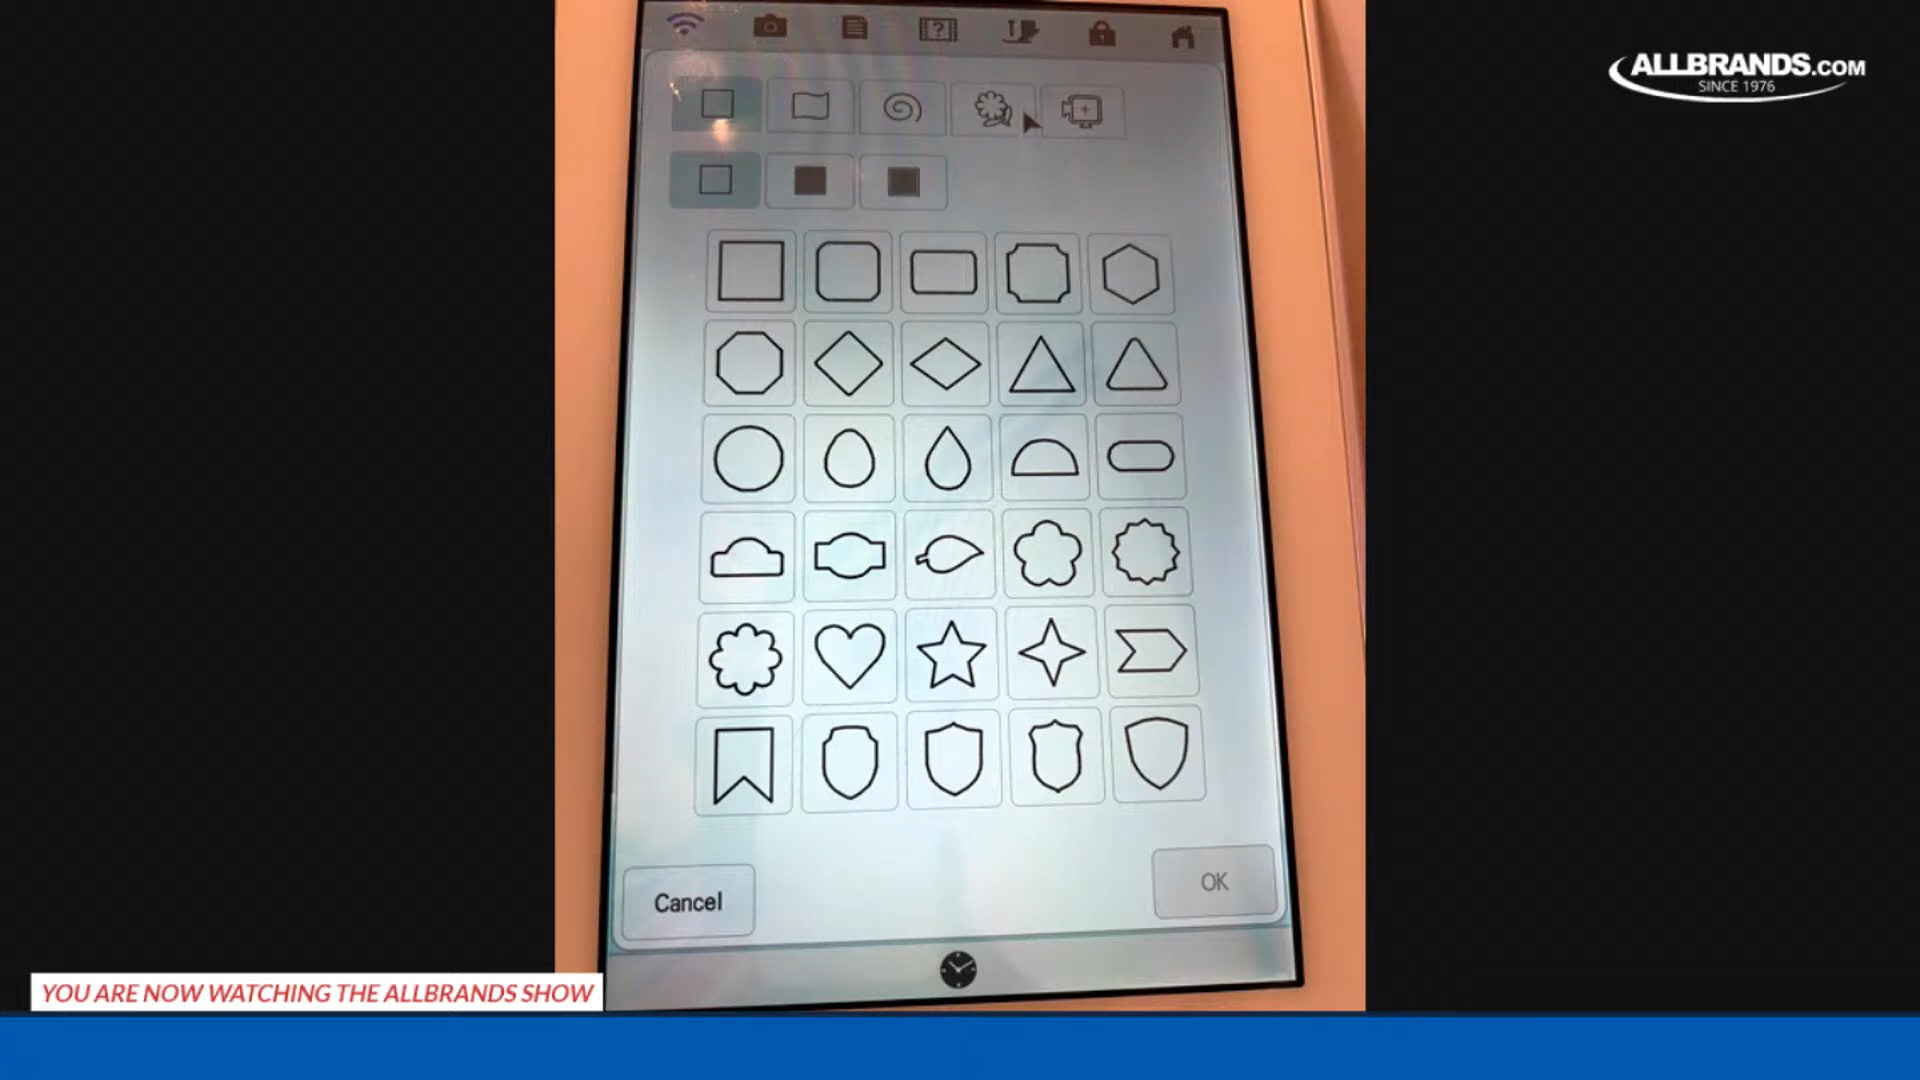 ALLBRANDS.COM
SINCE 1976
?
Cancel
OK
YOU ARE NOW WATCHING THE ALLBRANDS SHOW